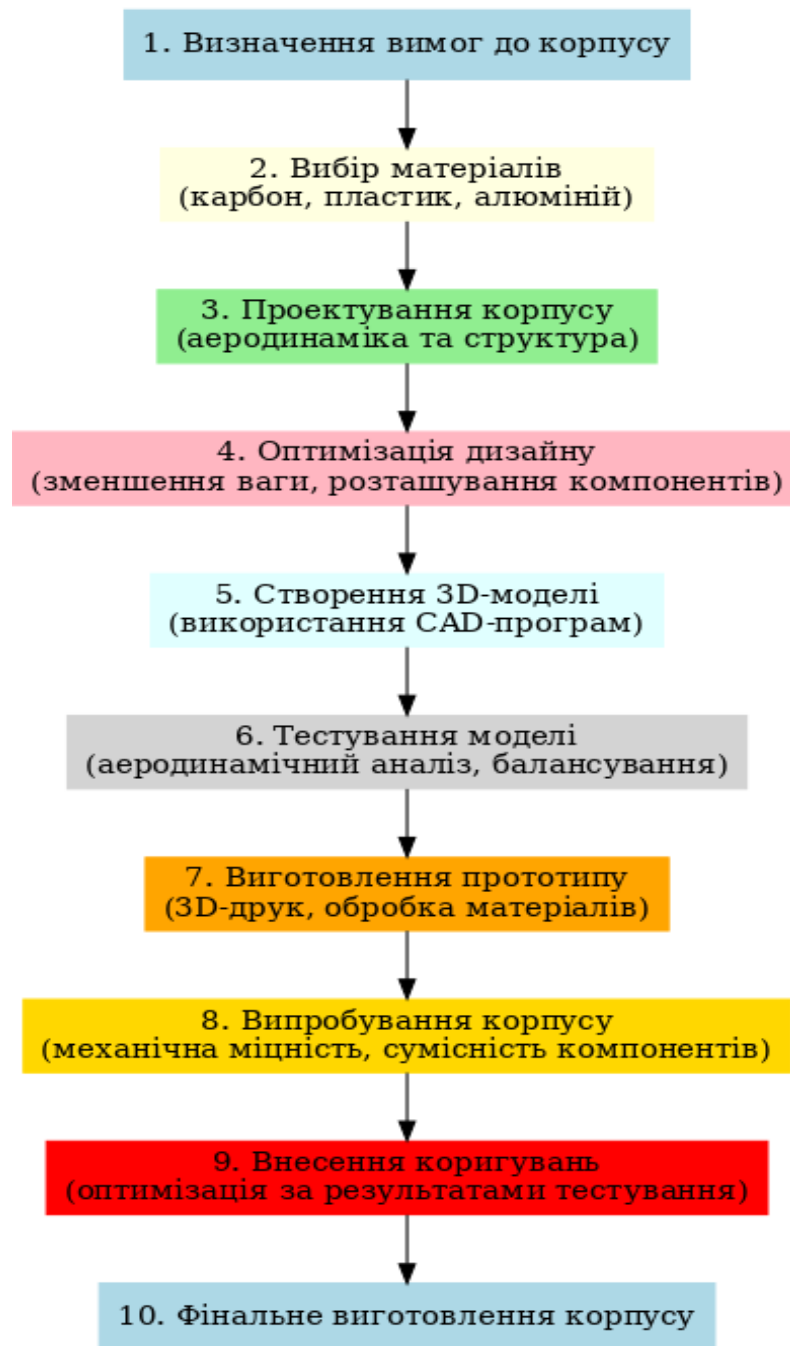 1. Визначення вимог до корпусу
2. Вибір матеріалів
(карбон, пластик, алюміній)
3. Проектування корпусу
(аеродинаміка та структура)
4. Оптимізація дизайну
(зменшення ваги, розташування компонентів)
5. Створення 3D-моделі
(використання CAD-програм)
6. Тестування моделі
(аеродинамічний аналіз, балансування)
7. Виготовлення прототипу
(3D-друк, обробка матеріалів)
8. Випробування корпусу
(механічна міцність, сумісність компонентів)
9. Внесення коригувань
(оптимізація за результатами тестування)
10. Фінальне виготовлення корпусу